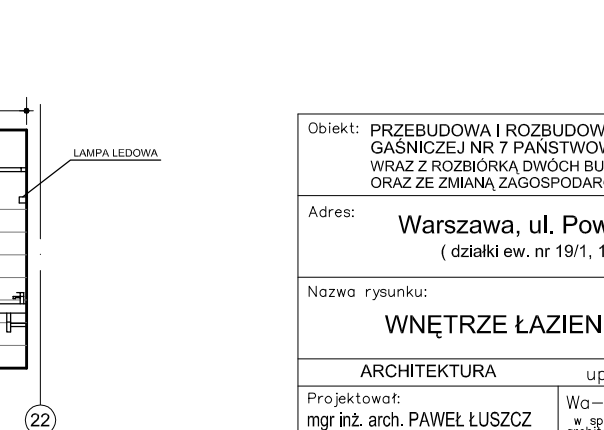 LAMPA LEDOWA
22
Obiekt: PRZEBUDOWA I ROZBUDOW
GAŚNICZEJ NR 7 PAŃSTWOW
WRAZ Z ROZBIÓRKĄ DWÓCH BU
ORAZ ZE ZMIANĄ ZAGOSPODAR
Adres:
Warszawa, ul. Pow
( działki ew. nr 19/1, 1
Nazwa rysunku:
WNĘTRZE ŁAZIEN
ARCHITEKTURA up
Projektował: Wa-
mgr inż. arch. PAWEŁ ŁUSZCZ w sp